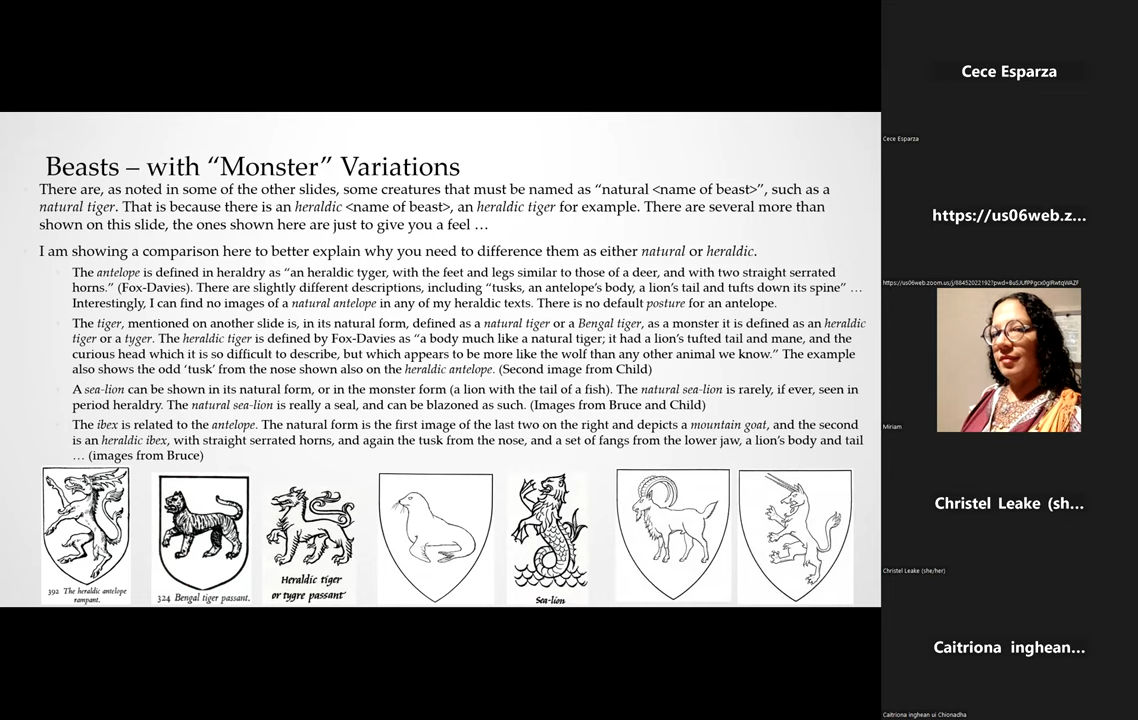 Beasts – with “Monster” Variations
There are, as noted in some of the other slides, some creatures that must be named as “natural <name of beast>”, such as a
natural tiger. That is because there is an heraldic <name of beast>, an heraldic tiger for example. There are several more than
shown on this slide, the ones shown here are just to give you a feel …
I am showing a comparison here to better explain why you need to difference them as either natural or heraldic.
The antelope is defined in heraldry as “an heraldic tyger, with the feet and legs similar to those of a deer, and with two straight serrated
horns.” (Fox-Davies). There are slightly different descriptions, including “tusks, an antelope’s body, a lion’s tail and tufts down its spine” …
Interestingly, I can find no images of a natural antelope in any of my heraldic texts. There is no default posture for an antelope.
The tiger, mentioned on another slide is, in its natural form, defined as a natural tiger or a Bengal tiger, as a monster it is defined as an heraldic
tiger or a tyger. The heraldic tiger is defined by Fox-Davies as “a body much like a natural tiger; it had a lion’s tufted tail and mane, and the
curious head which it is so difficult to describe, but which appears to be more like the wolf than any other animal we know.” The example
also shows the odd ‘tusk’ from the nose shown also on the heraldic antelope. (Second image from Child)
A sea-lion can be shown in its natural form, or in the monster form (a lion with the tail of a fish). The natural sea-lion is rarely, if ever, seen in
period heraldry. The natural sea-lion is really a seal, and can be blazoned as such. (Images from Bruce and Child)
The ibex is related to the antelope. The natural form is the first image of the last two on the right and depicts a mountain goat, and the second
is an heraldic ibex, with straight serrated horns, and again the tusk from the nose, and a set of fangs from the lower jaw, a lion’s body and tail
… (images from Bruce)
392 The heraldic antelope
rampant.
324 Bengal tiger passant.
Heraldic tiger
or tygre passant
Sea-lion
Cece Esparza
Cece Esparza
https://us06web.z...
Miriam
Christel Leake (sh...
Christel Leake (she/her)
Caitriona inghean...
Caitriona inghean ui Chionadha